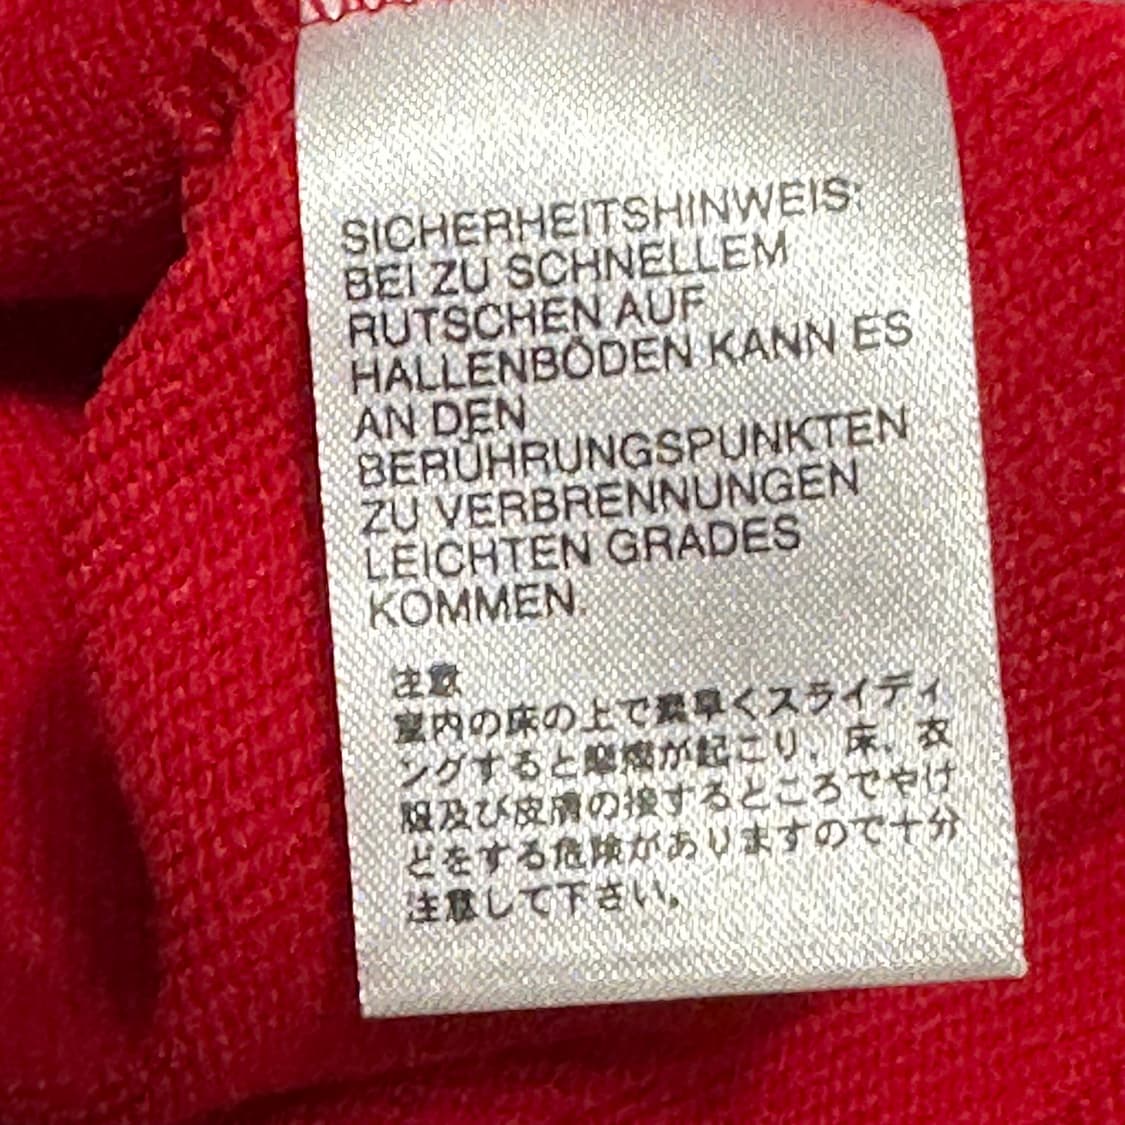 SICHERHEITSHINWEIS:
BEI ZU SCHNELLEM
RUTSCHEN AUF
HALLENBÖDEN KANN ES
AN DEN
BERÜHRUNGSPUNKTEN
ZU VERBRENNUNGEN
LEICHTEN GRADES
KOMMEN.
注意
室内の床の上で素早くスライディ
ングすると摩擦が起こり、床、衣
服及び皮膚の接するところでやけ
どをする危険がありますので十分
注意して下さい。